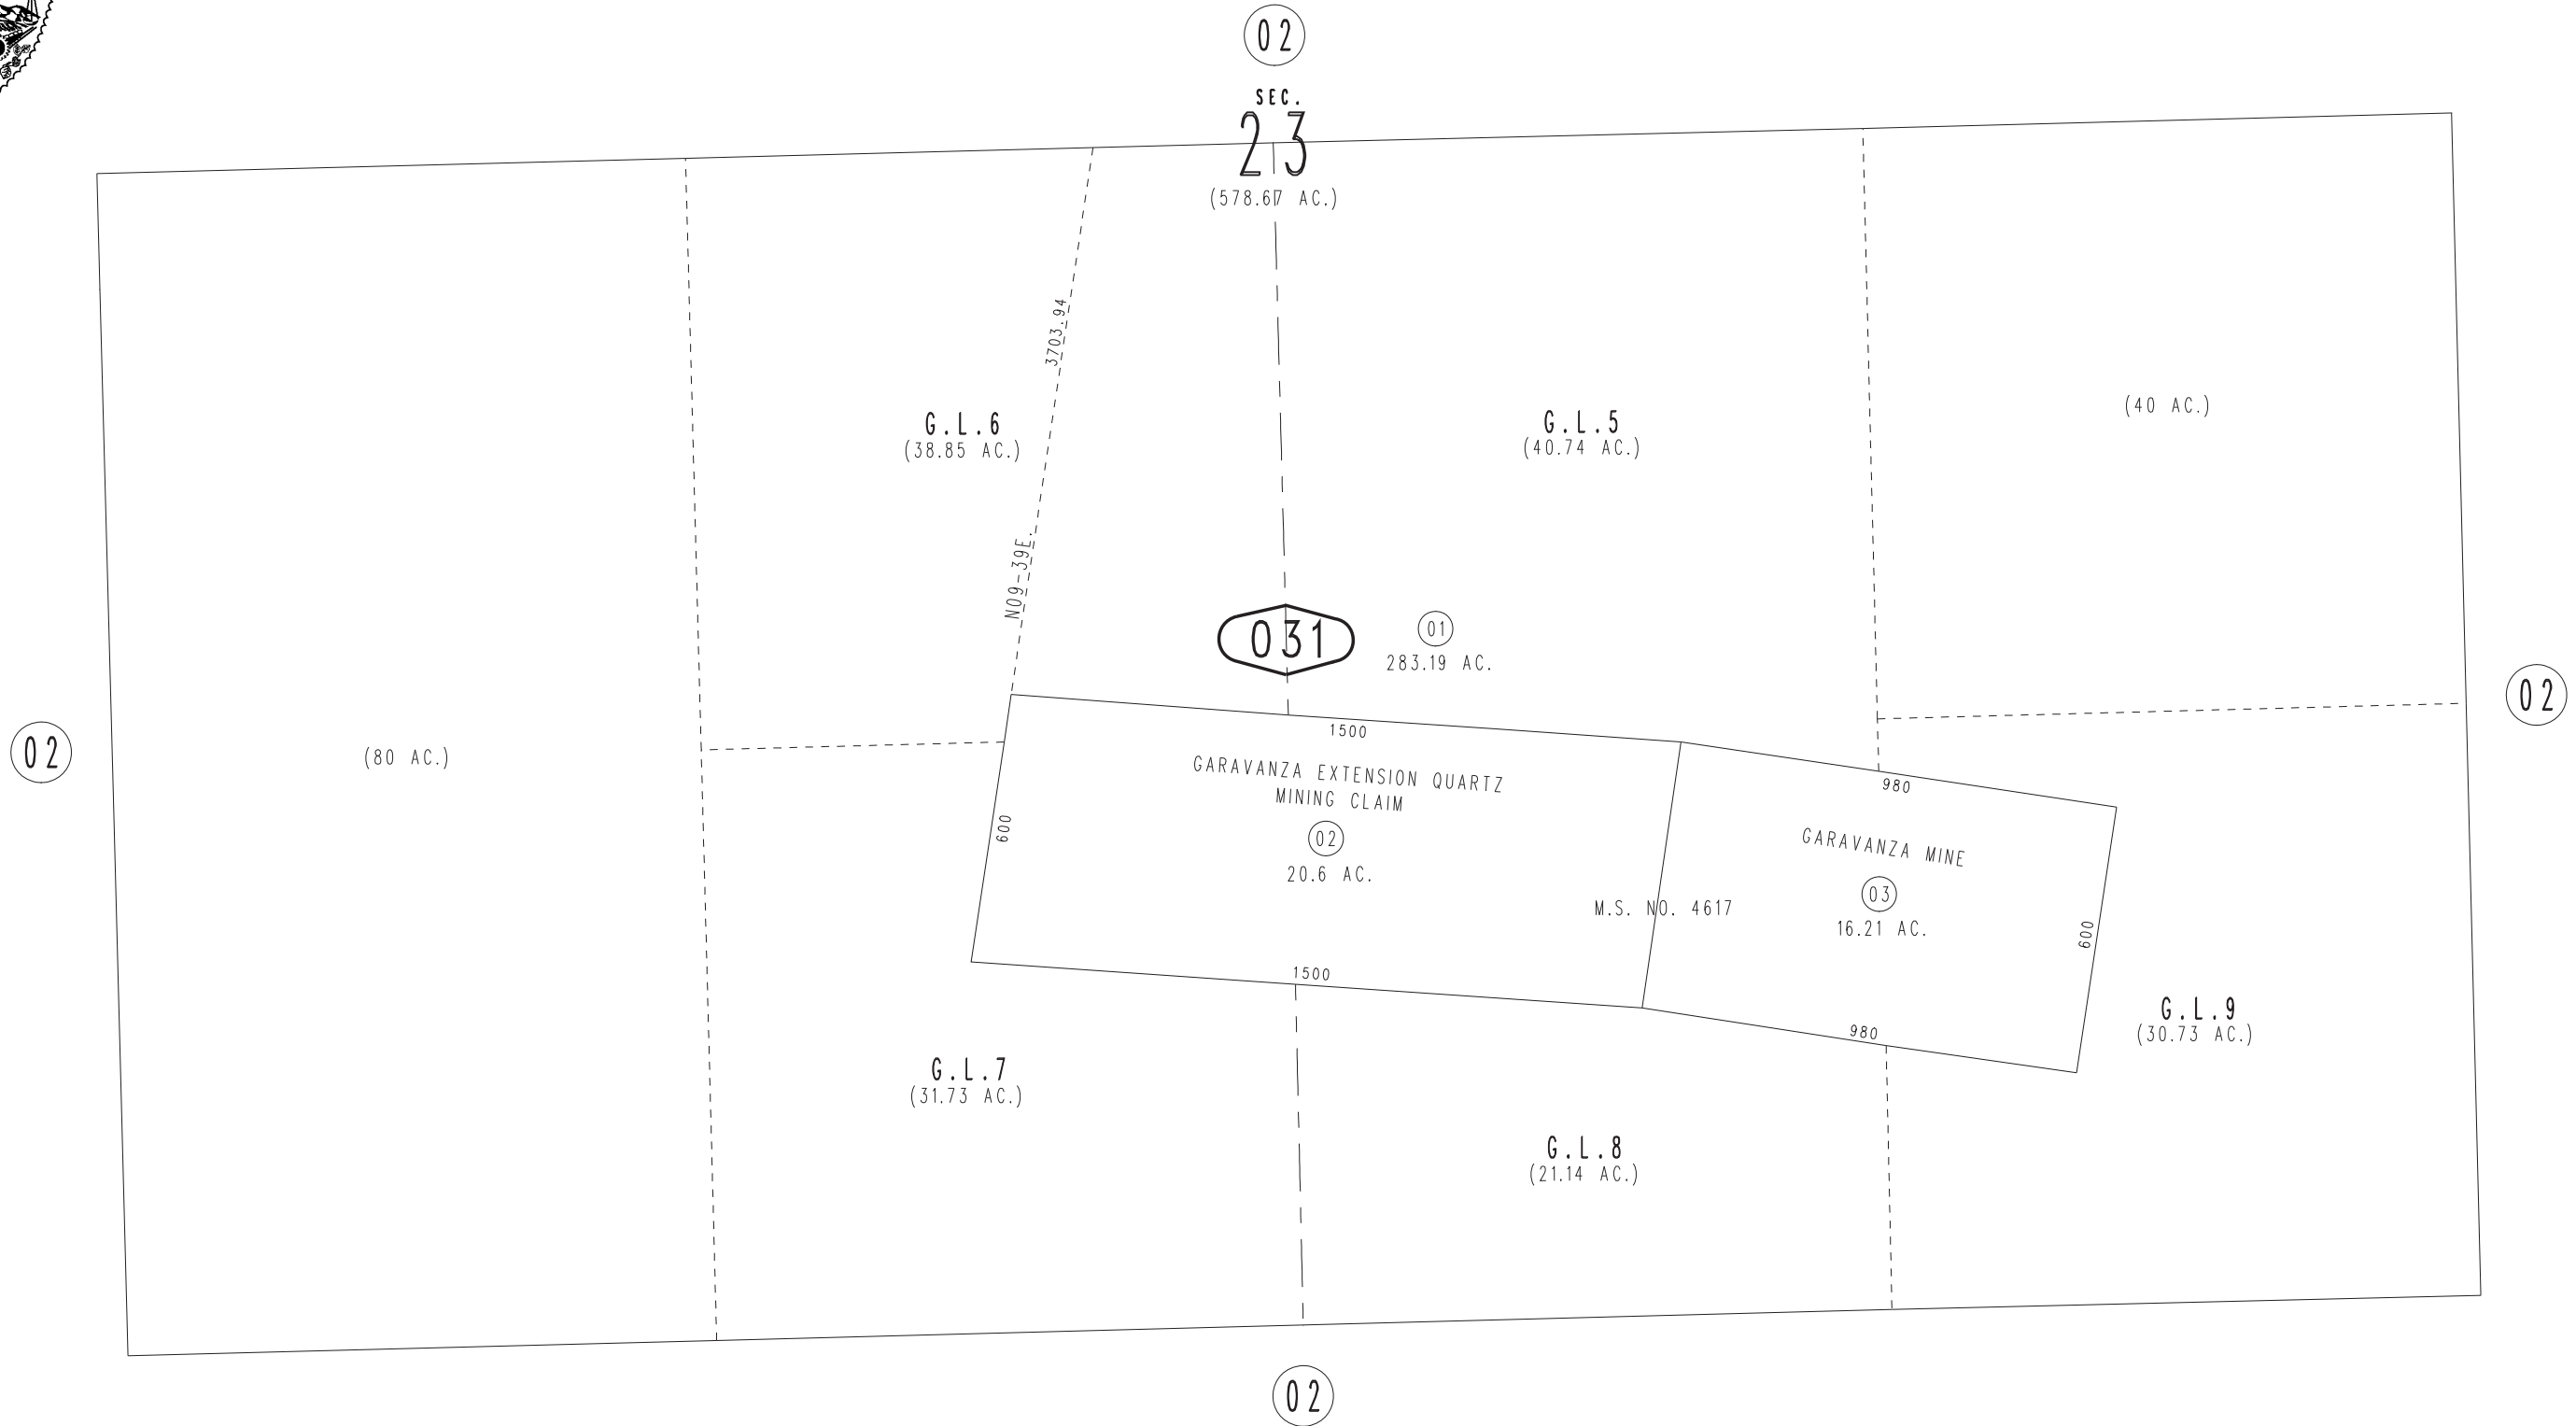 02
SEC.
23
(578.67 AC.)
3703.94
N09-39E.
G.L.6
(38.85 AC.)
G.L.5
(40.74 AC.)
(40 AC.)
031
01
283.19 AC.
02
(80 AC.)
02
1500
GARAVANZA EXTENSION QUARTZ
MINING CLAIM
02
20.6 AC.
600
1500
980
GARAVANZA MINE
03
16.21 AC.
M.S. NO. 4617
600
980
G.L.9
(30.73 AC.)
G.L.7
(31.73 AC.)
G.L.8
(21.14 AC.)
02